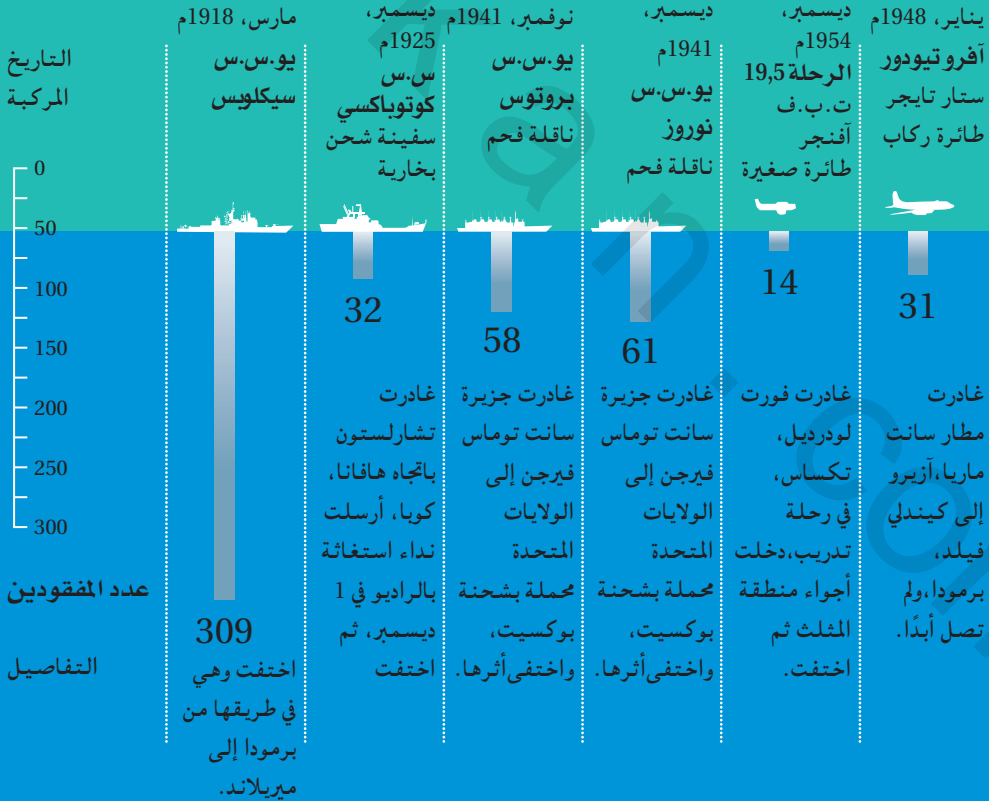 التاريخ
المركبة
0
50
100
150
200
250
300
عدد المفقودين
التفاصيل
مارس، 1918م
يو.س.س
سيكلوبس
309
اختفت وهي
في طريقها من
برمودا إلى
ميريلاند.
ديسمبر،
1925م
س.س
كوتوباكسي
سفينة شحن
بخارية
32
غادرت
تشارلستون
باتجاه هافانا،
كوبا، أرسلت
نداء استغاثة
بالراديو في 1
ديسمبر، ثم
اختفت
نوفمبر، 1941م
يو.س.س
بروتوس
ناقلة فحم
58
غادرت جزيرة
سانت توماس
فيرجن إلى
الولايات
المتحدة
محملة بشحنة
بوكسيت،
واختفى أثرها.
ديسمبر،
1941م
يو.س.س
نوروز
ناقلة فحم
61
غادرت جزيرة
سانت توماس
فيرجن إلى
الولايات
المتحدة
محملة بشحنة
بوكسيت،
واختفى أثرها.
ديسمبر،
1954م
الرحلة 19,5
ت.ب.ف
آفنجر
طائرة صغيرة
14
غادرت فورت
لودرديل،
تكساس،
في رحلة
تدريب،دخلت
أجواء منطقة
المثلث ثم
اختفت.
يناير، 1948م
آفرو تيودور
ستار تايجر
طائرة ركاب
31
غادرت
مطار سانت
ماريا،آزيرو
إلى كيندلي
فيلد،
برمودا،ولم
تصل أبدًا.